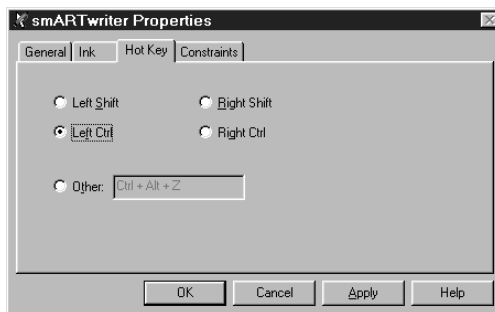 smARTwriter Properties
General Ink Hot Key Constraints
Left Shift Right Shift
Left Ctrl Right Ctrl
Other: Ctrl + Alt + Z
OK Cancel Apply Help